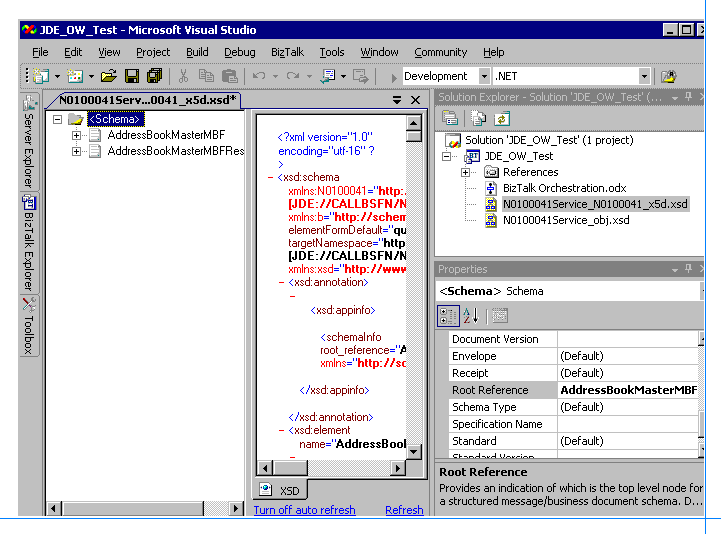 JDE_OW_Test - Microsoft Visual Studio
File Edit View Project Build Debug BizTalk Tools Window Community Help
Development .NET
N0100041Serv...0041_x5d.xsd*
Server Explorer
BizTalk Explorer
Toolbox
<Schema>
AddressBookMasterMBF
AddressBookMasterMBFRes
<?xml version="1.0"
encoding="utf-16" ?
>
- <xsd:schema
xmlns:N0100041="http:
[JDE://CALLBSFN/N
xmlns:b="http://schem
elementFormDefault="qu
targetNamespace="http
[JDE://CALLBSFN/N
xmlns:xsd="http://www
- <xsd:annotation>
-
<xsd:appinfo>
<schemaInfo
root_reference="A
xmlns="http://sc
</xsd:appinfo>
</xsd:annotation>
- <xsd:element
name="AddressBook
XSD
Turn off auto refresh Refresh
Solution Explorer - Solution 'JDE_OW_Test' (...
Solution 'JDE_OW_Test' (1 project)
JDE_OW_Test
References
BizTalk Orchestration.odx
N0100041Service_N0100041_x5d.xsd
N0100041Service_obj.xsd
Properties
<Schema> Schema
Document Version
Envelope (Default)
Receipt (Default)
Root Reference AddressBookMasterMBF
Schema Type (Default)
Specification Name
Standard (Default)
Standard Version
Root Reference
Provides an indication of which is the top level node for
a structured message/business document schema. D...